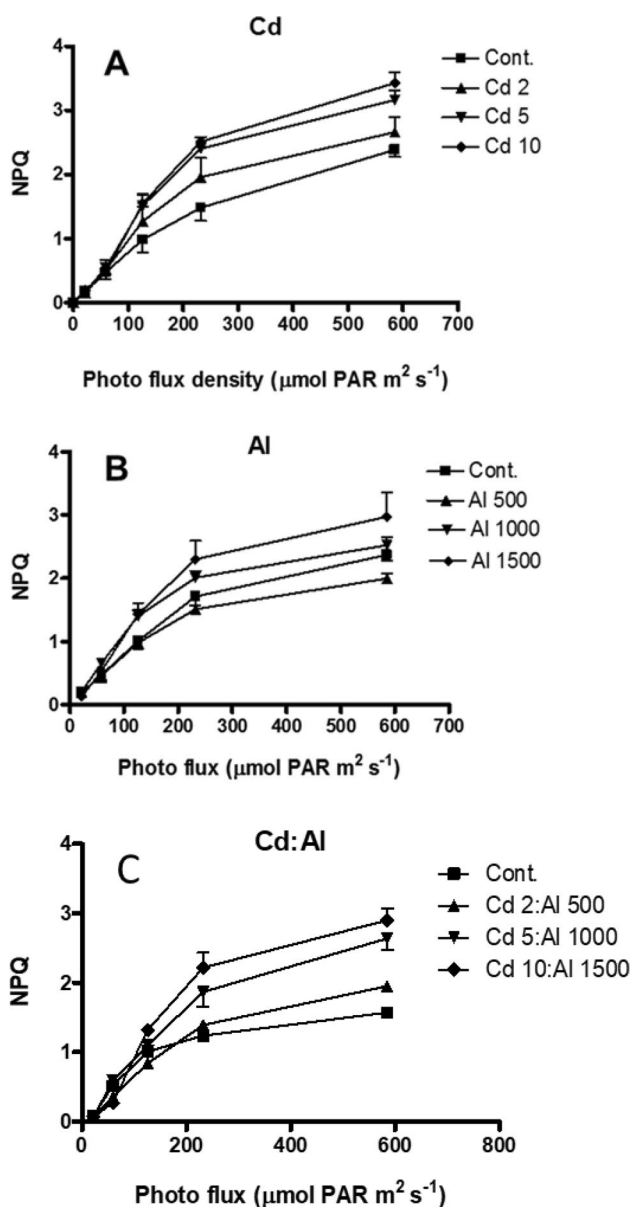 Cd
A
Cont.
Cd 2
Cd 5
Cd 10
NPQ
4
3
2
1
0
0 100 200 300 400 500 600 700
Photo flux density (μmol PAR m² s⁻¹)
Al
B
Cont.
Al 500
Al 1000
Al 1500
NPQ
4
3
2
1
0
0 100 200 300 400 500 600 700
Photo flux (μmol PAR m² s⁻¹)
Cd:Al
C
Cont.
Cd 2:Al 500
Cd 5:Al 1000
Cd 10:Al 1500
NPQ
4
3
2
1
0
0 200 400 600 800
Photo flux (μmol PAR m² s⁻¹)